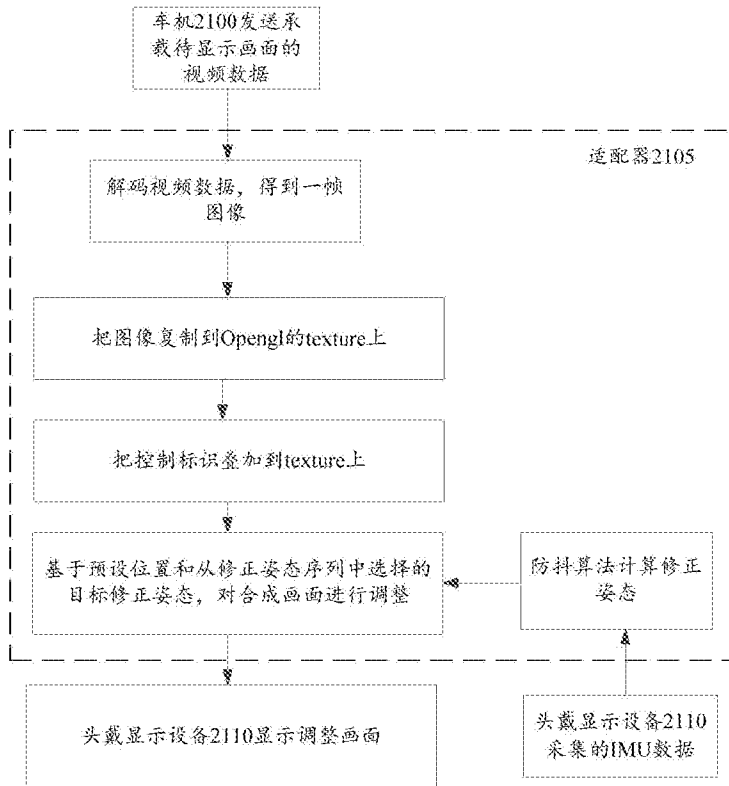 车机2100发送承
载待显示画面的
视频数据
适配器2105
解码视频数据，得到一帧
图像
把图像复制到Opengl的texture上
把控制标识叠加到texture上
基于预设位置和从修正姿态序列中选择的
目标修正姿态，对合成画面进行调整
防抖算法计算修正
姿态
头戴显示设备2110显示调整画面
头戴显示设备2110
采集的IMU数据